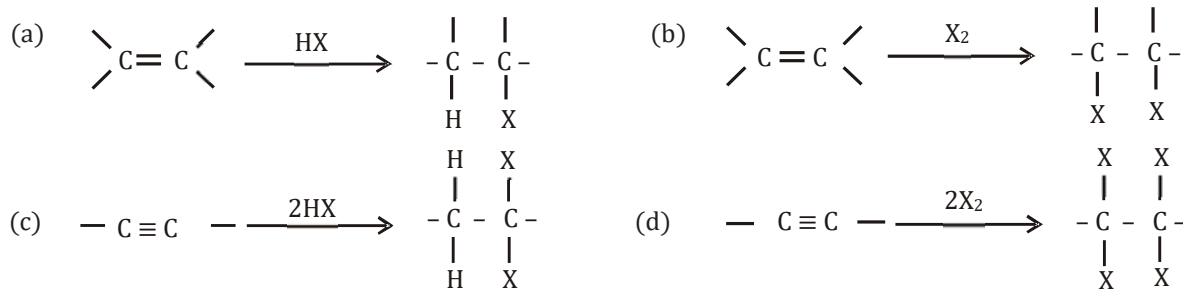 (a) C = C HX – C – C –
H X
(b) C = C X₂ – C – C –
X X
H X
(c) – C ≡ C – 2HX – C – C –
H X
X X
(d) – C ≡ C – 2X₂ – C – C –
X X